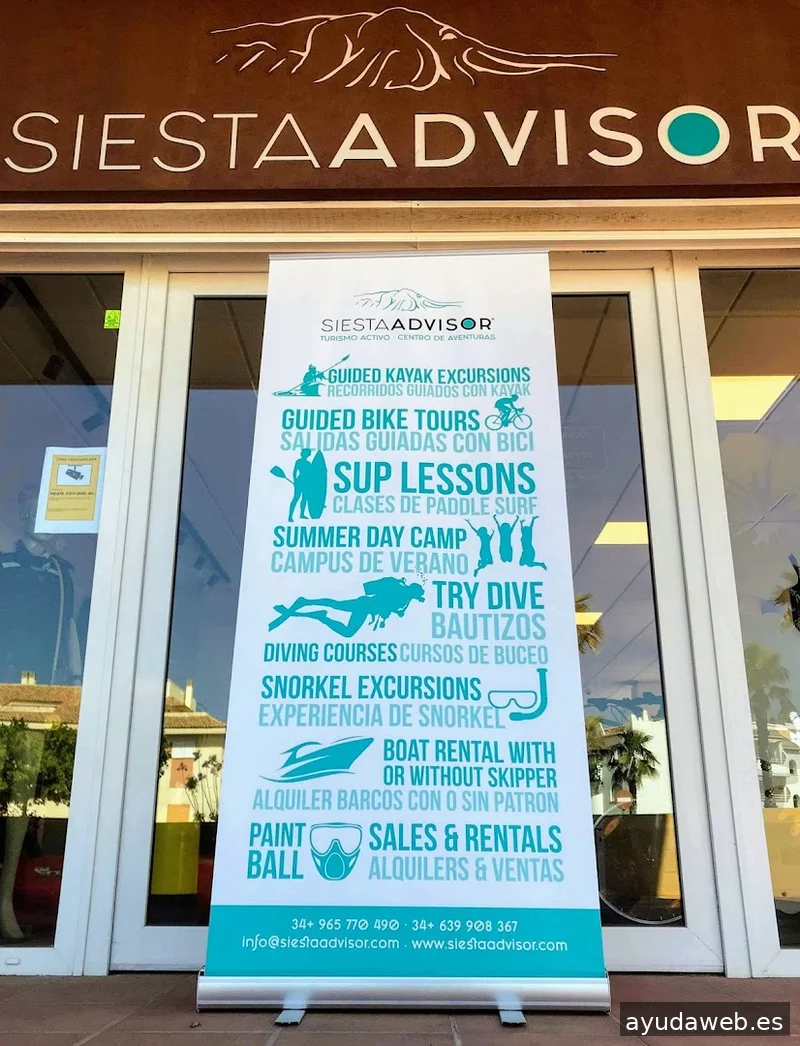 SIESTAADVISOR
SIESTAADVISOR
TURISMO ACTIVO · CENTRO DE AVENTURAS
GUIDED KAYAK EXCURSIONS
RECORRIDOS GUIADOS CON KAYAK
GUIDED BIKE TOURS
SALIDAS GUIADAS CON BICI
SUP LESSONS
CLASES DE PADDLE SURF
SUMMER DAY CAMP
CAMPUS DE VERANO
TRY DIVE
BAUTIZOS
DIVING COURSES CURSOS DE BUCEO
SNORKEL EXCURSIONS
EXPERIENCIA DE SNORKEL
BOAT RENTAL WITH
OR WITHOUT SKIPPER
ALQUILER BARCOS CON O SIN PATRON
PAINT BALL
SALES & RENTALS
ALQUILERS & VENTAS
34+ 965 770 490 · 34+ 639 908 367
info@siestaadvisor.com · www.siestaadvisor.com
ayudaweb.es